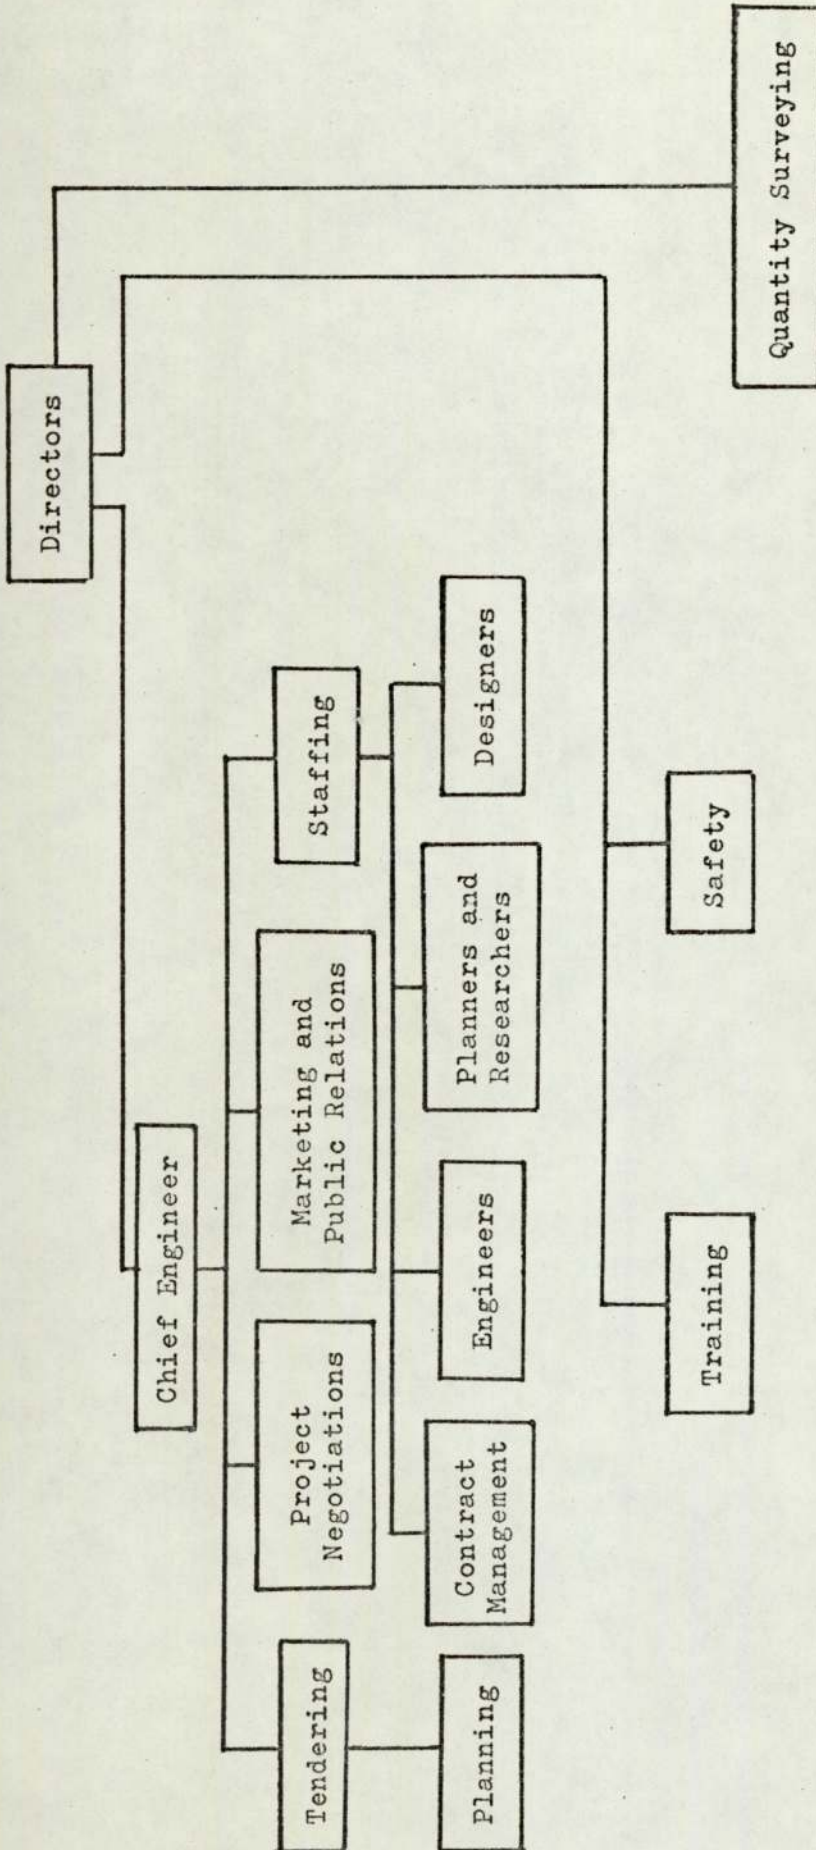 Directors
Chief Engineer
Tendering
Project
Negotiations
Marketing and
Public Relations
Staffing
Planning
Contract
Management
Engineers
Planners and
Researchers
Designers
Training
Safety
Quantity Surveying